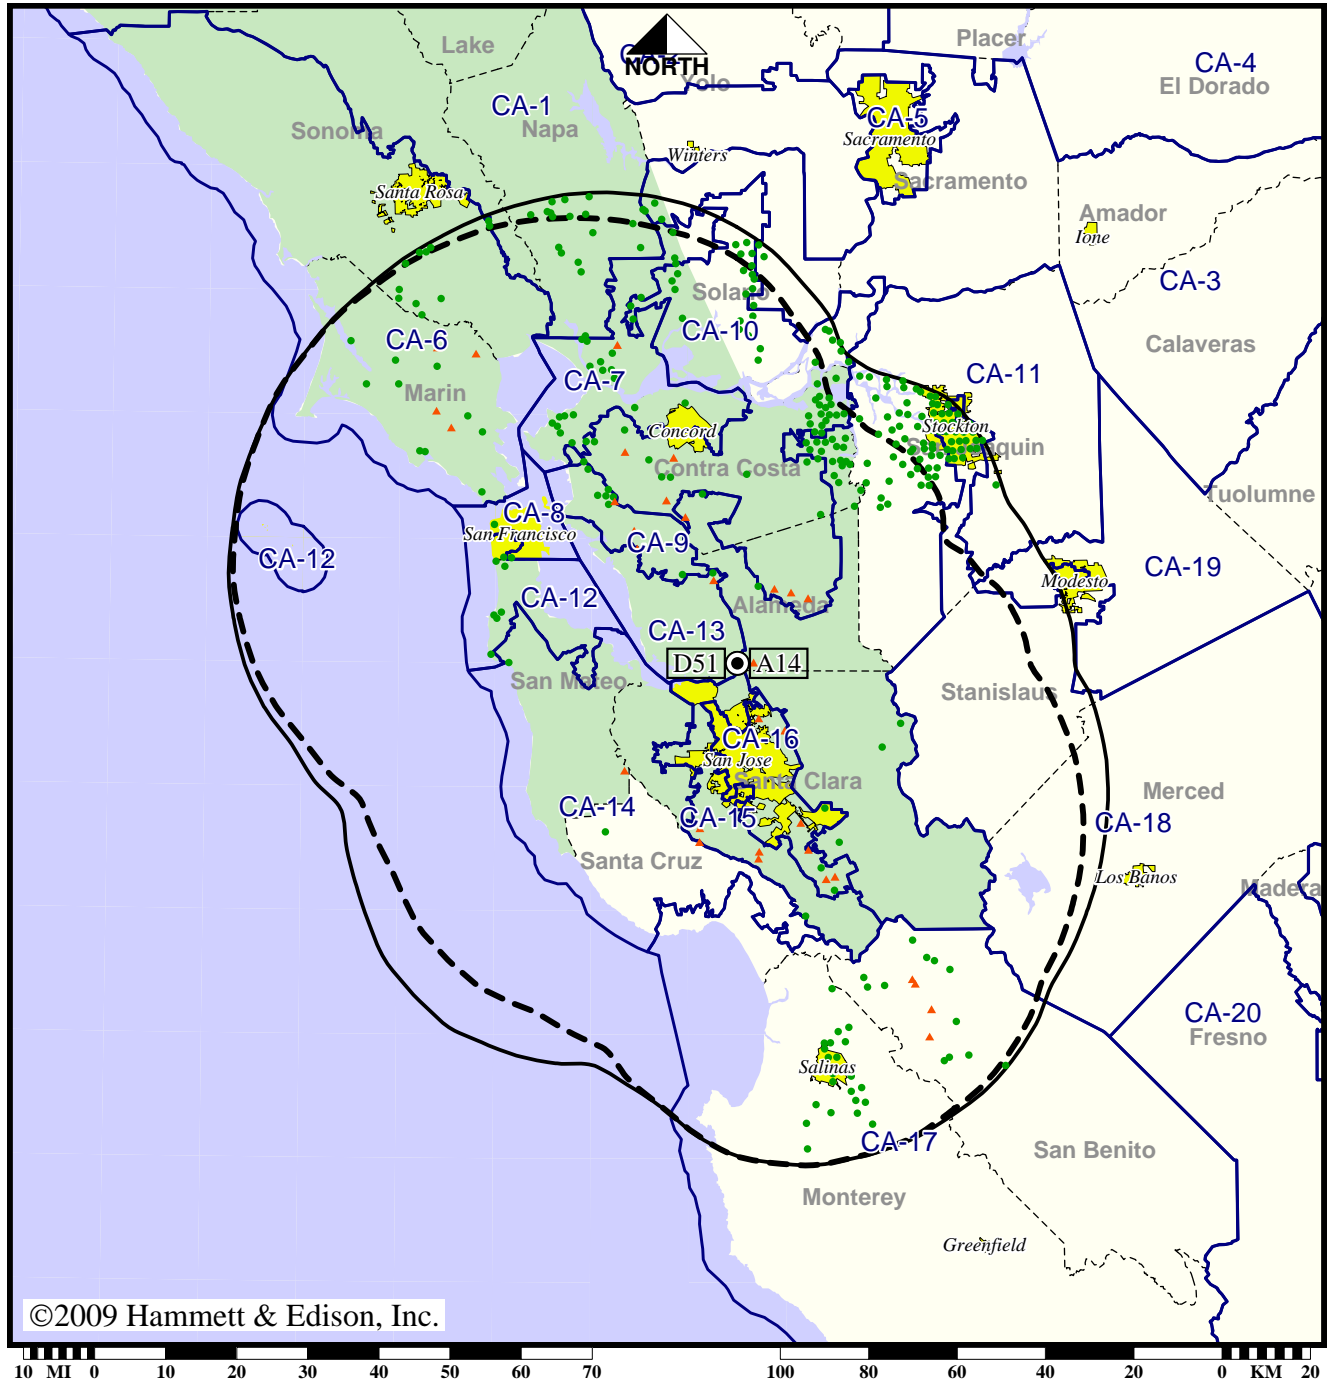 Lake
Placer
CA-2
NORTH
Yolo
CA-4
El Dorado
CA-1
Napa
Sonoma
CA-5
Sacramento
Winters
Santa Rosa
Sacramento
Amador
Ione
CA-3
Solano
CA-10
CA-6
Calaveras
CA-7
CA-11
Marin
Stockton
San Joaquin
Concord
Contra Costa
Tuolumne
CA-8
San Francisco
CA-9
CA-12
CA-19
Modesto
CA-12
Alameda
CA-13
D51
A14
San Mateo
Stanislaus
CA-16
San Jose
Santa Clara
Merced
CA-14
CA-15
CA-18
Santa Cruz
Los Banos
Madera
CA-20
Fresno
Salinas
CA-17
San Benito
Monterey
Greenfield
©2009 Hammett & Edison, Inc.
10 MI 0 10 20 30 40 50 60 70 100 80 60 40 20 0 KM 20